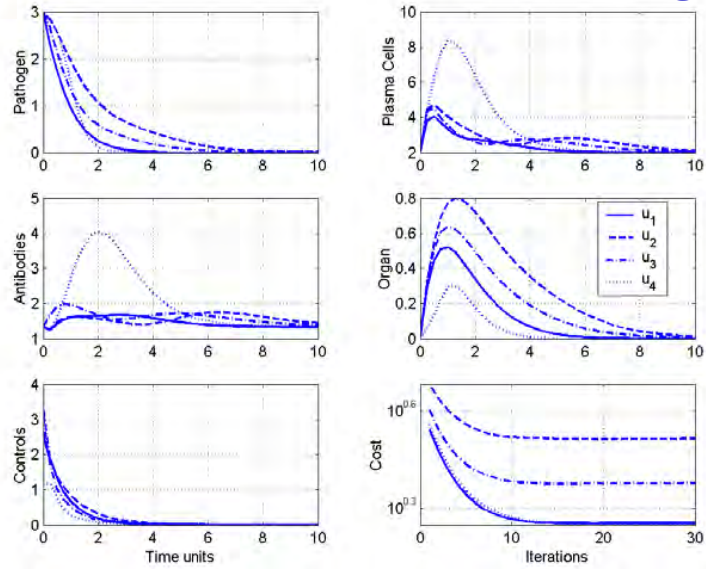 3
2
1
0
Pathogen
0 2 4 6 8 10
10
8
6
4
2
Plasma Cells
0 2 4 6 8 10
5
4
3
2
1
Antibodies
0 2 4 6 8 10
0.8
0.6
0.4
0.2
0
Organ
u1
u2
u3
u4
0 2 4 6 8 10
4
3
2
1
0
Controls
0 2 4 6 8 10
Time units
10^0.6
10^0.3
Cost
0 10 20 30
Iterations